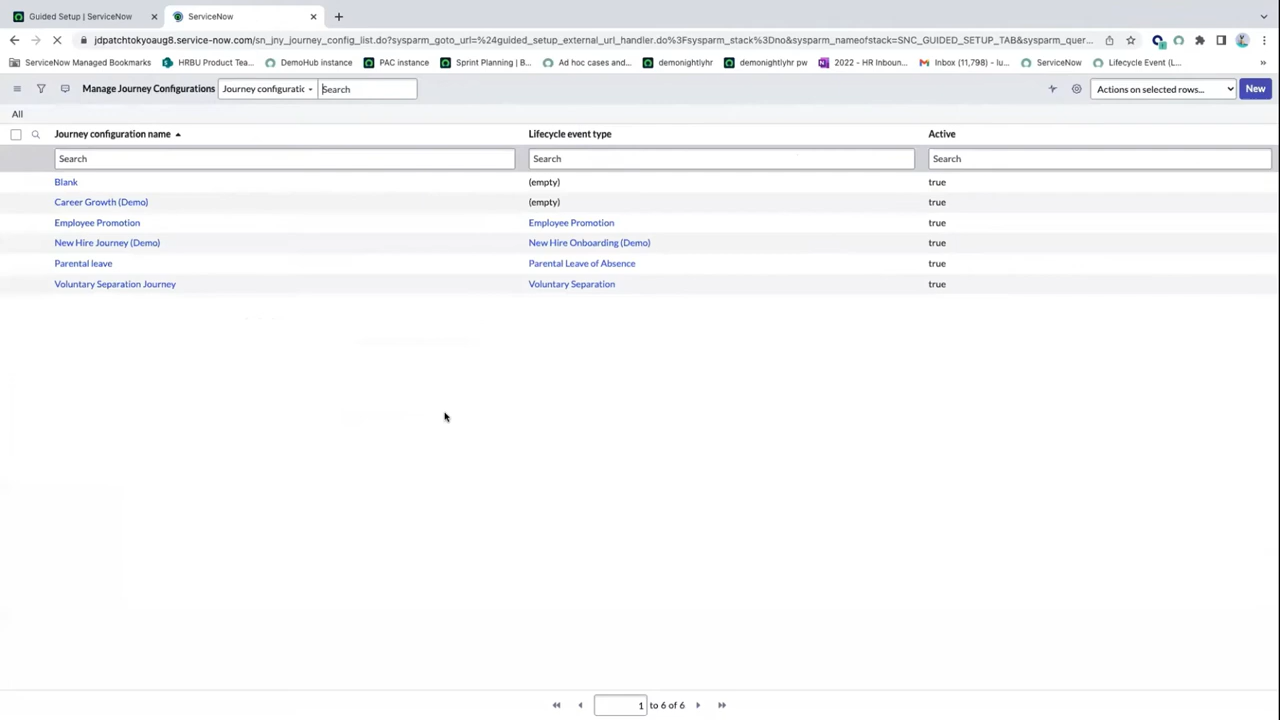 Guided Setup | ServiceNow
ServiceNow
jdpatchtokyoaug8.service-now.com/sn_jny_journey_config_list.do?sysparm_goto_url=%24guided_setup_external_url_handler.do%3Fsysparm_stack%3Dno&sysparm_nameofstack=SNC_GUIDED_SETUP_TAB&sysparm_quer...
ServiceNow Managed Bookmarks HRBU Product Tea... DemoHub instance PAC instance Sprint Planning | B... Ad hoc cases and... demonightlyhr demonightlyhr pw 2022 - HR Inboun... Inbox (11,798) - lu... ServiceNow Lifecycle Event (L... »
Manage Journey Configurations Journey configuratic Search Actions on selected rows... New
All
Journey configuration name Lifecycle event type Active
Search Search Search
Blank (empty) true
Career Growth (Demo) (empty) true
Employee Promotion Employee Promotion true
New Hire Journey (Demo) New Hire Onboarding (Demo) true
Parental leave Parental Leave of Absence true
Voluntary Separation Journey Voluntary Separation true
1 to 6 of 6